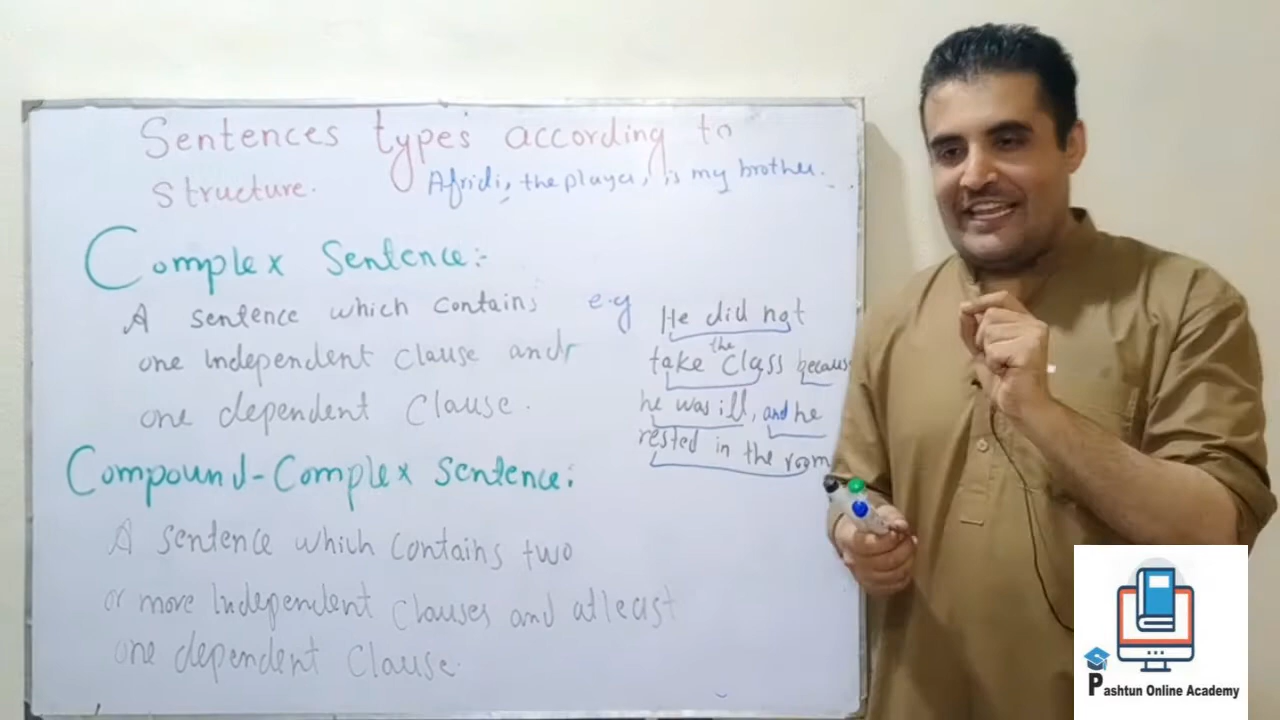 Sentences types according to
structure.
Afridi, the player, is my brother.
Complex Sentence:-
A sentence which contains
one independent clause and
one dependent clause.
e.g
He did not
take the class because
he was ill, and he
rested in the room
Compound-Complex sentence:
A sentence which contains two
or more independent clauses and atleast
one dependent clause.
Pashtun Online Academy